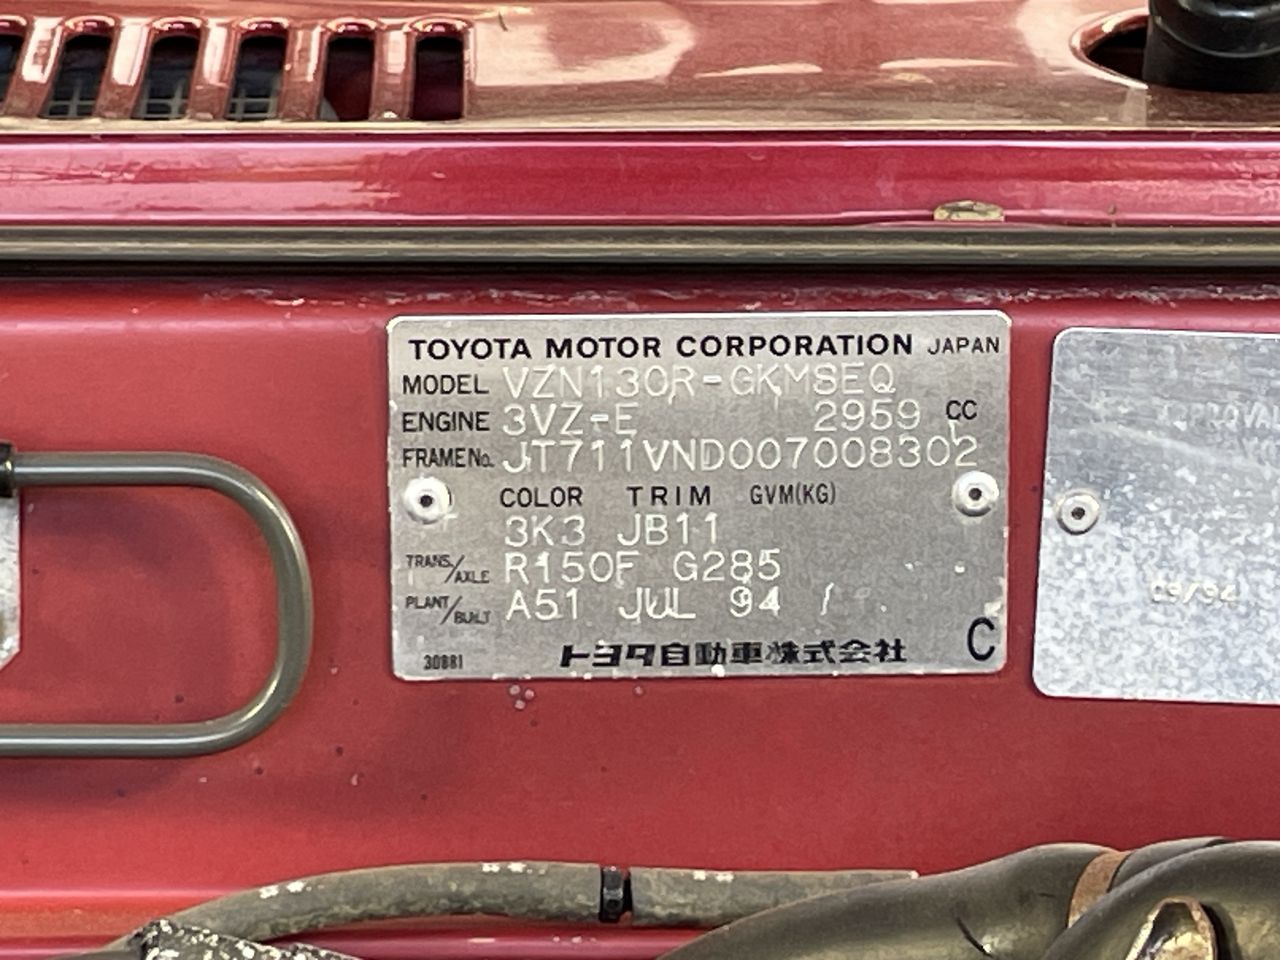 TOYOTA MOTOR CORPORATION JAPAN
MODEL VZN130R-GKMSEQ
ENGINE 3VZ-E 2959 CC
FRAME No. JT711VND007008302
COLOR TRIM GVM(KG)
3K3 JB11
TRANS./AXLE R150F G285
PLANT/BUILT A51 JUL 94 /
C
30881 トヨタ自動車株式会社
09/94